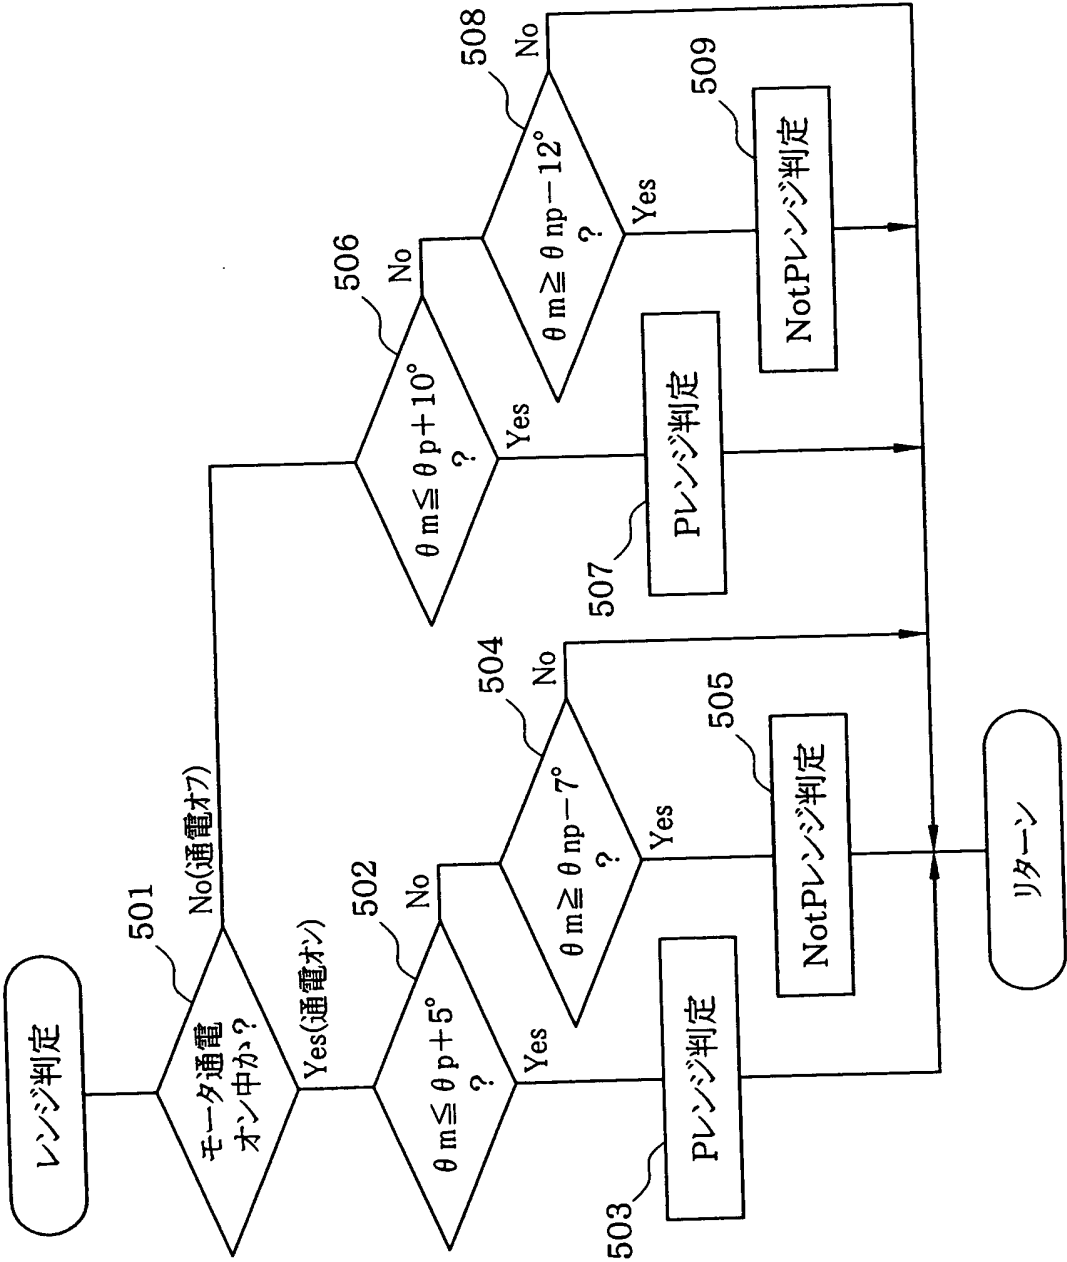 レンジ判定
501
モータ通電
オン中か?
No(通電オフ)
Yes(通電オン)
502
θm≦θp+5°
?
No
Yes
503
Pレンジ判定
504
θm≧θnp−7°
?
No
Yes
505
NotPレンジ判定
506
θm≦θp+10°
?
No
Yes
507
Pレンジ判定
508
θm≧θnp−12°
?
No
Yes
509
NotPレンジ判定
リターン